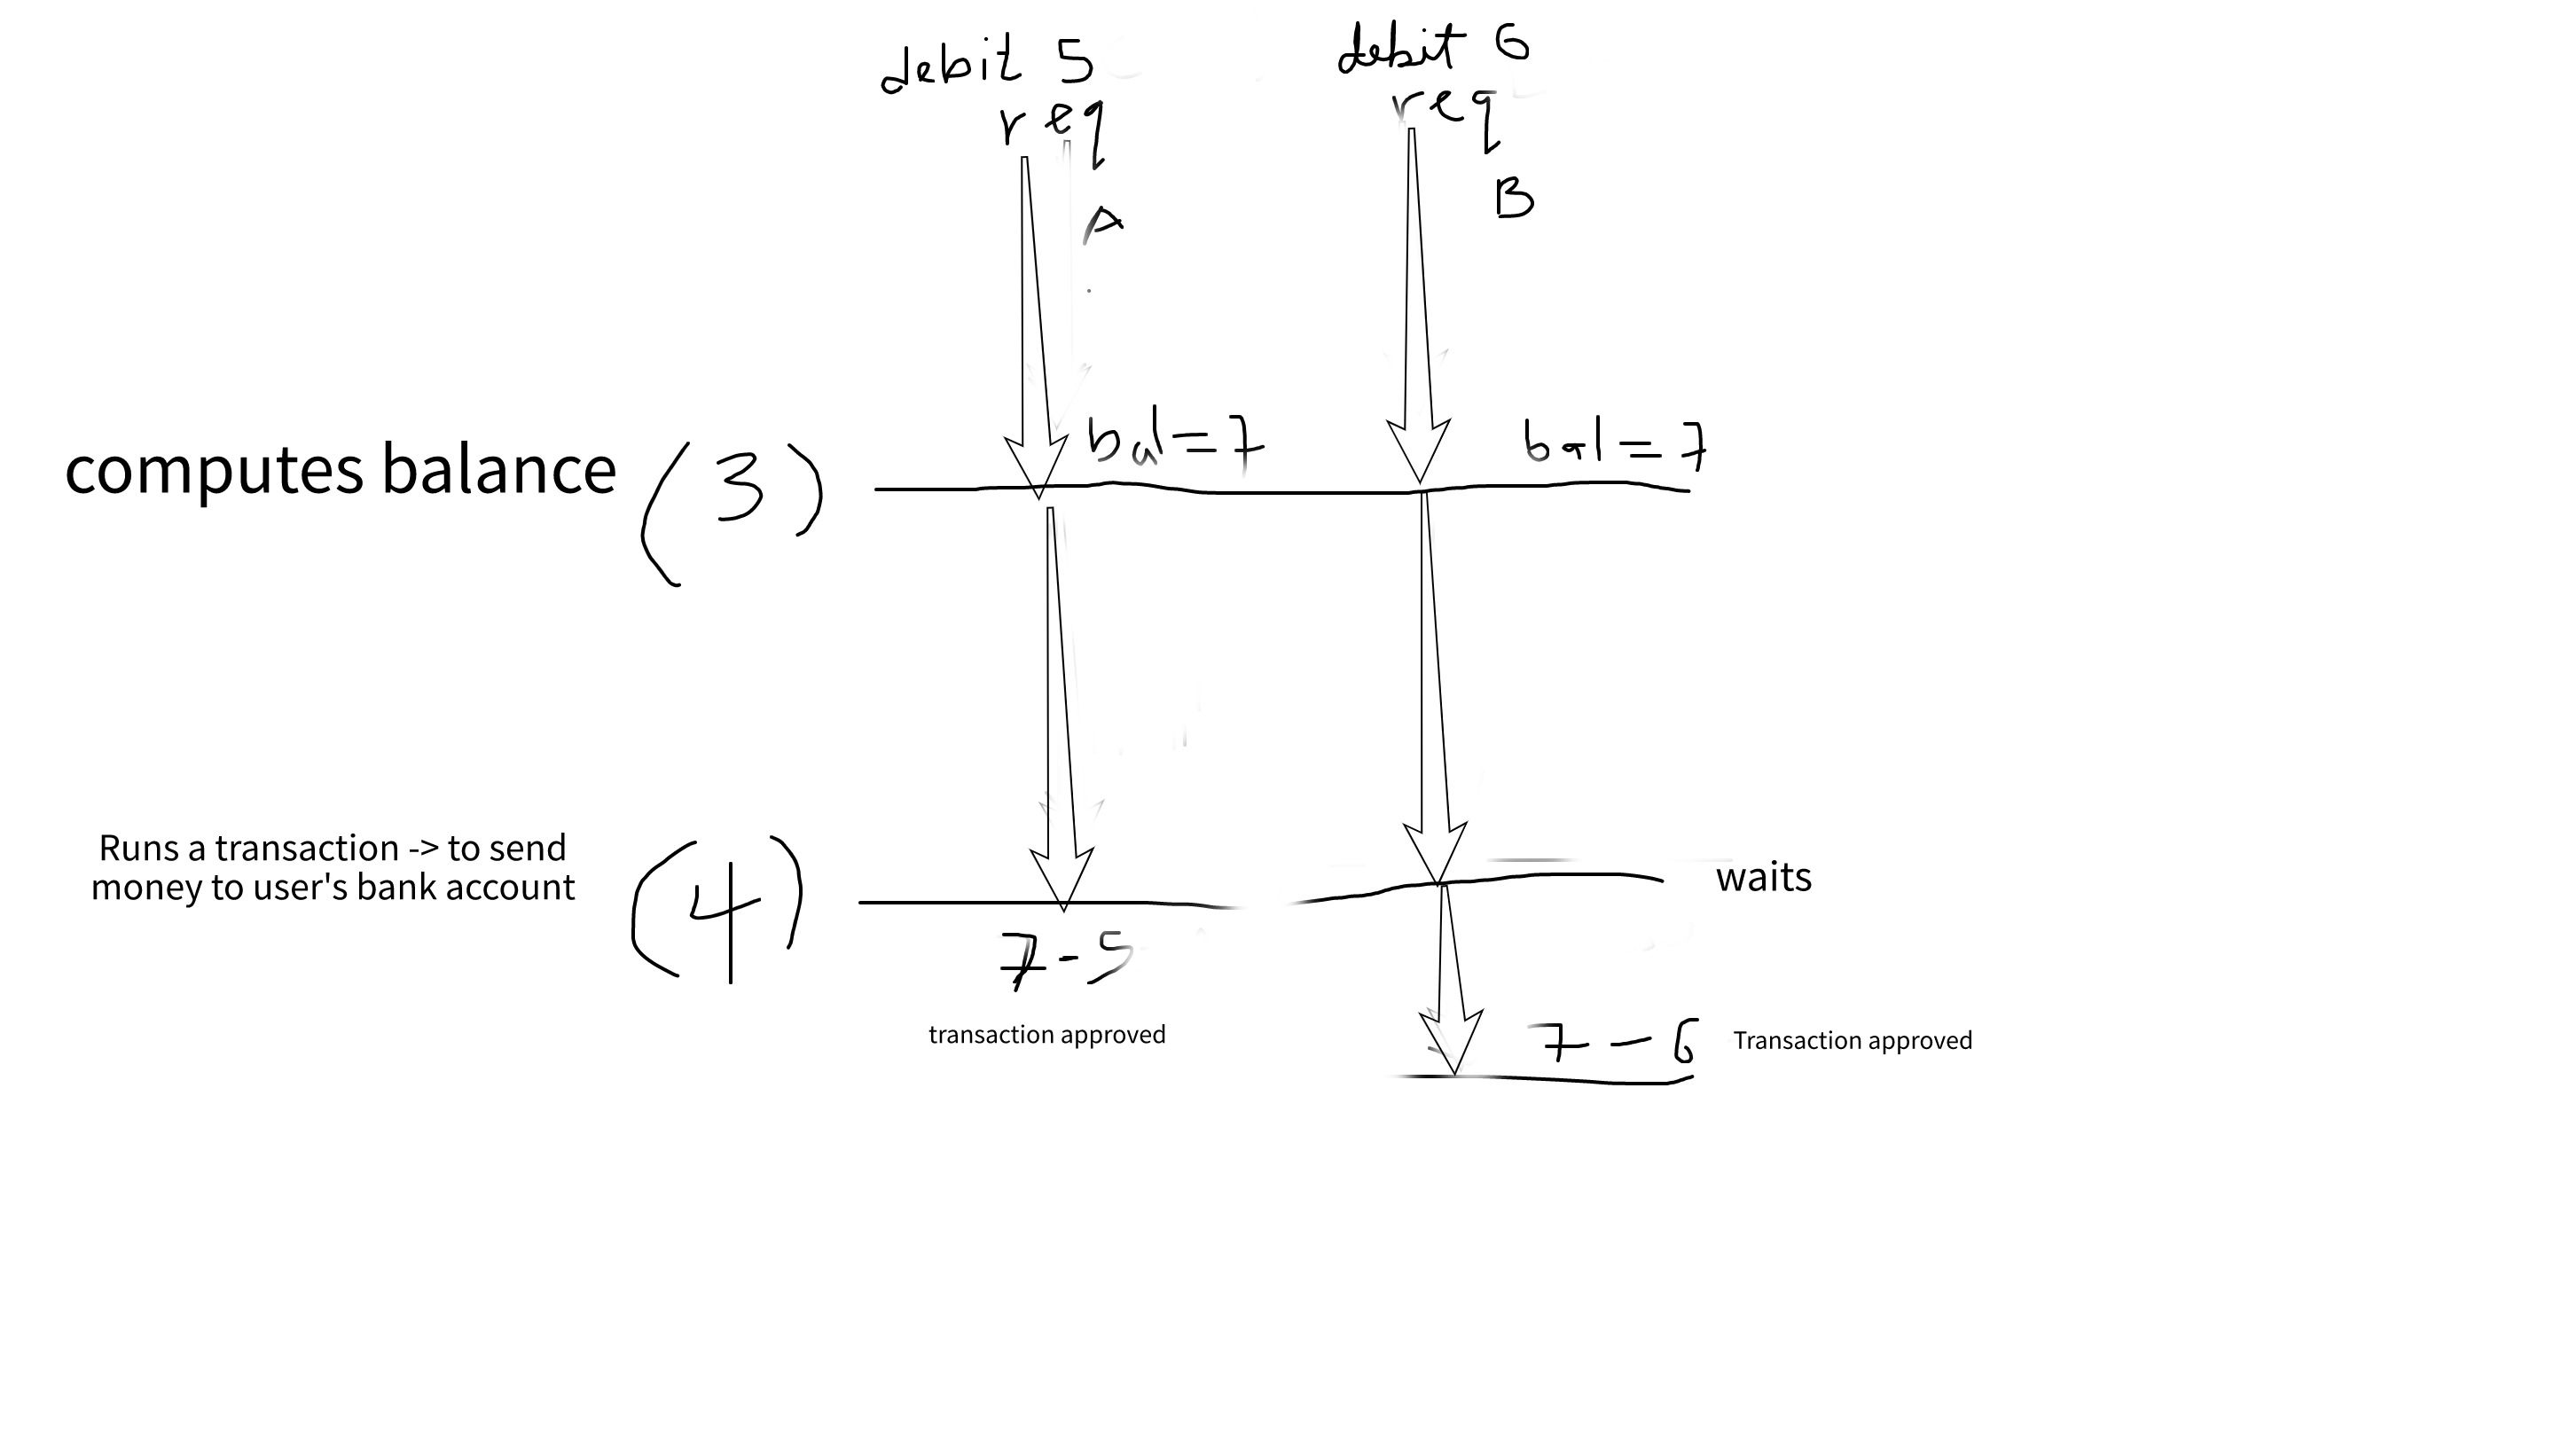 debit 5
req
A
debit 6
req
B
computes balance (3)
bal=7
bal=7
Runs a transaction -> to send
money to user's bank account
(4)
waits
7-5
transaction approved
7-6
Transaction approved